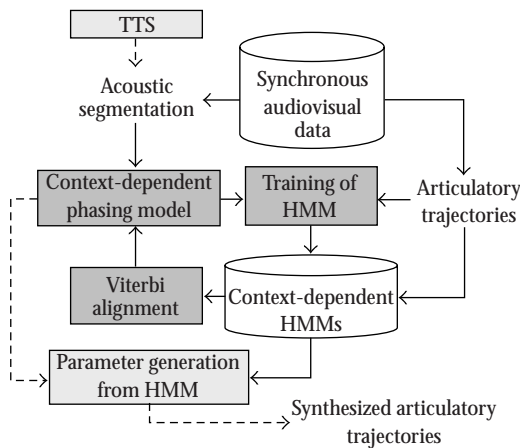 TTS
Acoustic
segmentation
Synchronous
audiovisual
data
Context-dependent
phasing model
Training of
HMM
Articulatory
trajectories
Viterbi
alignment
Context-dependent
HMMs
Parameter generation
from HMM
Synthesized articulatory
trajectories